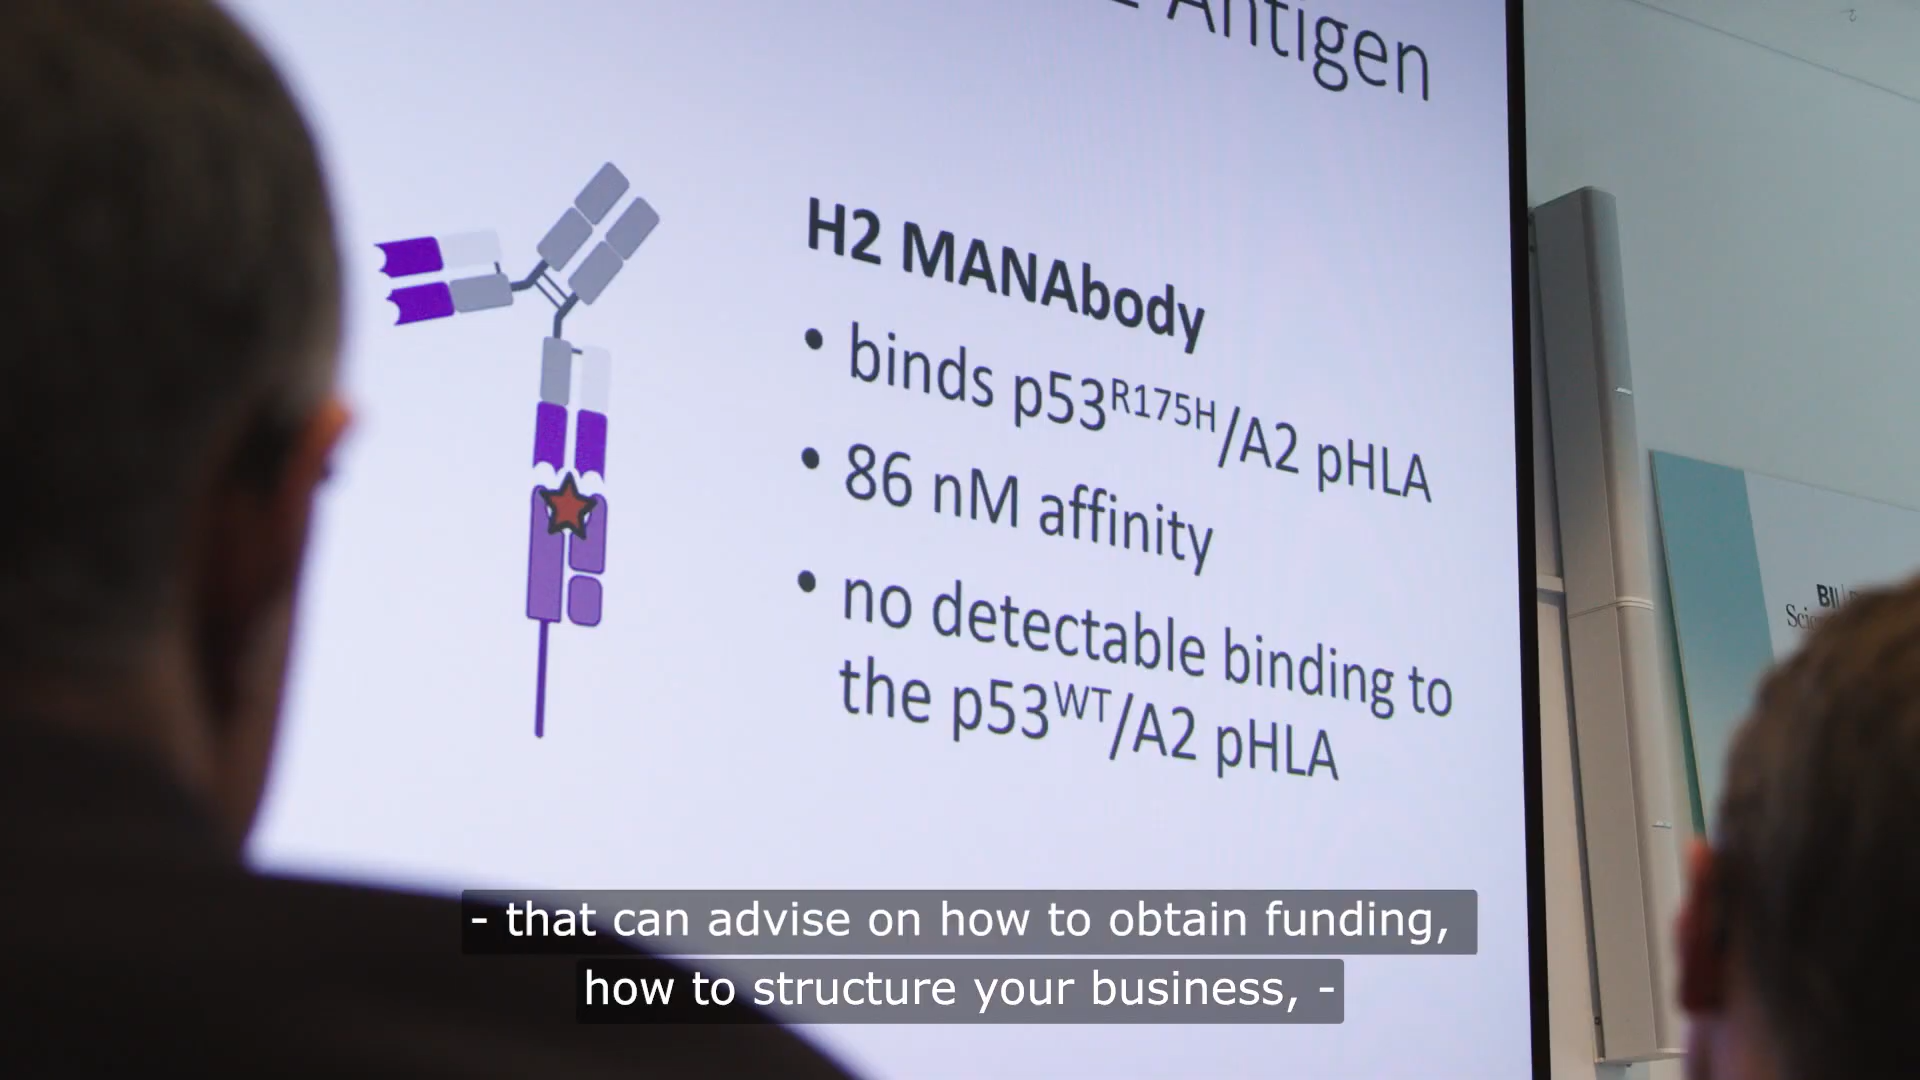 Antigen
H2 MANAbody
• binds p53R175H/A2 pHLA
• 86 nM affinity
• no detectable binding to
the p53WT/A2 pHLA
BII
- that can advise on how to obtain funding,
how to structure your business, -